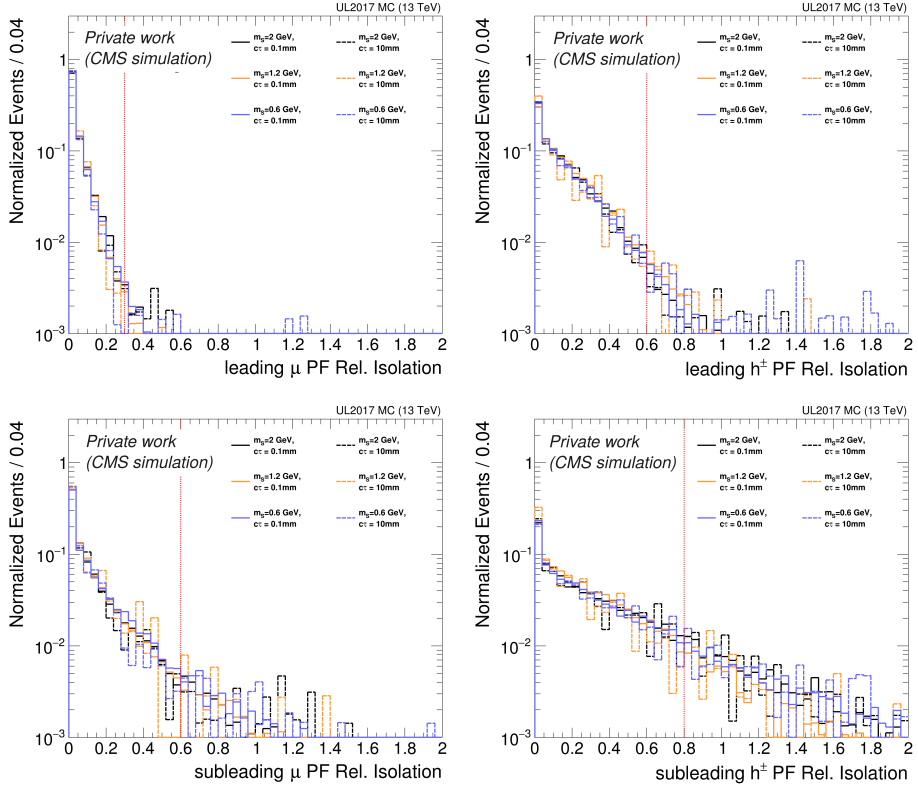 UL2017 MC (13 TeV)
Normalized Events / 0.04
Private work
(CMS simulation)
m_S=2 GeV,
cτ = 0.1mm
m_S=2 GeV,
cτ = 10mm
m_S=1.2 GeV,
cτ = 0.1mm
m_S=1.2 GeV,
cτ = 10mm
m_S=0.6 GeV,
cτ = 0.1mm
m_S=0.6 GeV,
cτ = 10mm
1
10⁻¹
10⁻²
10⁻³
0 0.2 0.4 0.6 0.8 1 1.2 1.4 1.6 1.8 2
leading μ PF Rel. Isolation
UL2017 MC (13 TeV)
Normalized Events / 0.04
Private work
(CMS simulation)
m_S=2 GeV,
cτ = 0.1mm
m_S=2 GeV,
cτ = 10mm
m_S=1.2 GeV,
cτ = 0.1mm
m_S=1.2 GeV,
cτ = 10mm
m_S=0.6 GeV,
cτ = 0.1mm
m_S=0.6 GeV,
cτ = 10mm
1
10⁻¹
10⁻²
10⁻³
0 0.2 0.4 0.6 0.8 1 1.2 1.4 1.6 1.8 2
leading h± PF Rel. Isolation
UL2017 MC (13 TeV)
Normalized Events / 0.04
Private work
(CMS simulation)
m_S=2 GeV,
cτ = 0.1mm
m_S=2 GeV,
cτ = 10mm
m_S=1.2 GeV,
cτ = 0.1mm
m_S=1.2 GeV,
cτ = 10mm
m_S=0.6 GeV,
cτ = 0.1mm
m_S=0.6 GeV,
cτ = 10mm
1
10⁻¹
10⁻²
10⁻³
0 0.2 0.4 0.6 0.8 1 1.2 1.4 1.6 1.8 2
subleading μ PF Rel. Isolation
UL2017 MC (13 TeV)
Normalized Events / 0.04
Private work
(CMS simulation)
m_S=2 GeV,
cτ = 0.1mm
m_S=2 GeV,
cτ = 10mm
m_S=1.2 GeV,
cτ = 0.1mm
m_S=1.2 GeV,
cτ = 10mm
m_S=0.6 GeV,
cτ = 0.1mm
m_S=0.6 GeV,
cτ = 10mm
1
10⁻¹
10⁻²
10⁻³
0 0.2 0.4 0.6 0.8 1 1.2 1.4 1.6 1.8 2
subleading h± PF Rel. Isolation